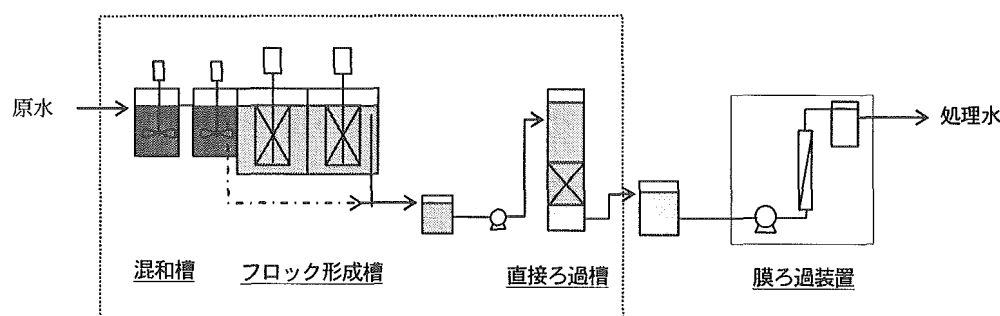 原水
処理水
混和槽
フロック形成槽
直接ろ過槽
膜ろ過装置